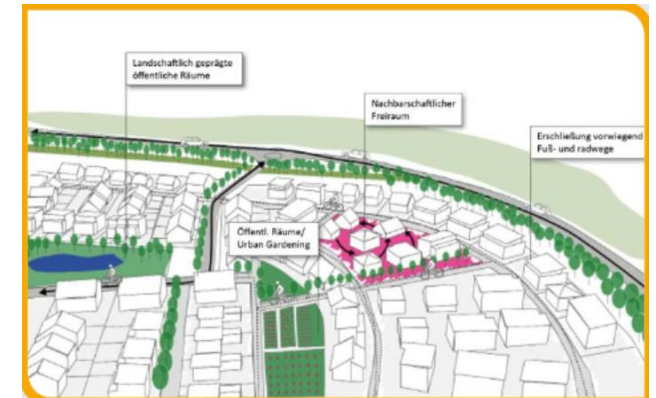 Landschaftlich geprägte
öffentliche Räume
Nachbarschaftlicher
Freiraum
Erschließung vorwiegend
Fuß- und radwege
Öffentl. Räume/
Urban Gardening